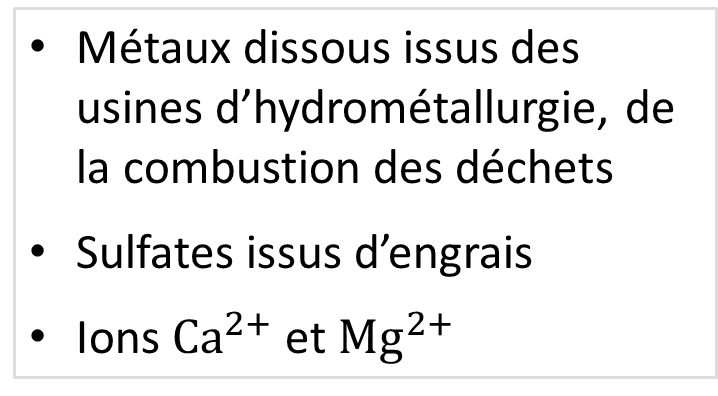 • Métaux dissous issus des
usines d’hydrométallurgie, de
la combustion des déchets
• Sulfates issus d’engrais
• Ions Ca²⁺ et Mg²⁺